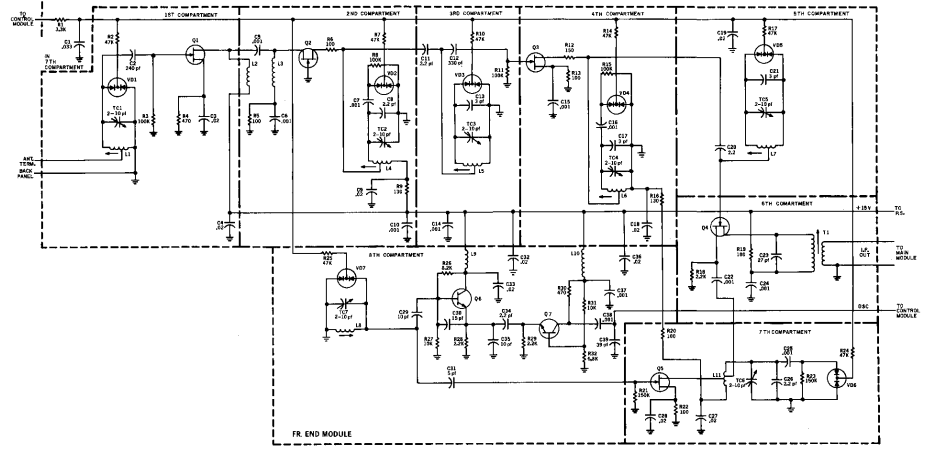 TO
CONTROL
MODULE
R1
3.3K
C1
.033
IN
7TH
COMPARTMENT
1ST COMPARTMENT
R2
47K
C2
240 pf
VD1
TC1
2-10 pf
R3
100K
L1
Q1
R4
470
C3
.02
ANT.
TERM.
BACK
PANEL
C4
.02
2ND COMPARTMENT
C5
.001
L2
L3
Q2
R5
100
C6
.001
R6
100
R7
47K
R8
100K
VD2
C7
.001
C8
2.2 pf
TC2
2-10 pf
L4
C9
.02
R9
130
C10
.001
3RD COMPARTMENT
C11
2.2 pf
C12
330 pf
R10
47K
VD3
C13
3 pf
TC3
2-10 pf
L5
R11
100K
C14
.001
4TH COMPARTMENT
Q3
R12
150
R13
100
C15
.001
R14
47K
R15
100K
VD4
C16
.001
C17
3 pf
TC4
2-10 pf
L6
R16
130
C18
.02
5TH COMPARTMENT
C19
.02
R17
47K
VD5
C21
3 pf
TC5
2-10 pf
L7
C20
2.2
6TH COMPARTMENT
+15V
TO
P.S.
Q4
R18
2.2K
C22
.001
R19
100
C23
27 pf
C24
.001
T1
I.F.
OUT
TO
MAIN
MODULE
OSC
TO
CONTROL
MODULE
8TH COMPARTMENT
R25
47K
VD7
TC7
2-10 pf
L8
C29
10 pf
R26
8.2K
L9
C32
.02
C33
.02
Q6
C30
15 pf
R27
15K
R28
2.2K
C34
2.7 pf
C35
10 pf
R29
2.2K
Q7
R30
470
L10
R31
10K
C36
.02
C37
.001
C38
.001
C39
39 pf
R32
6.8K
C31
5 pf
R20
100
7TH COMPARTMENT
Q5
R21
250K
C28
.02
R22
100
C27
.02
L11
TC6
2-10 pf
C25
.001
C26
2.2 pf
R23
150K
R24
47K
VD6
FR. END MODULE